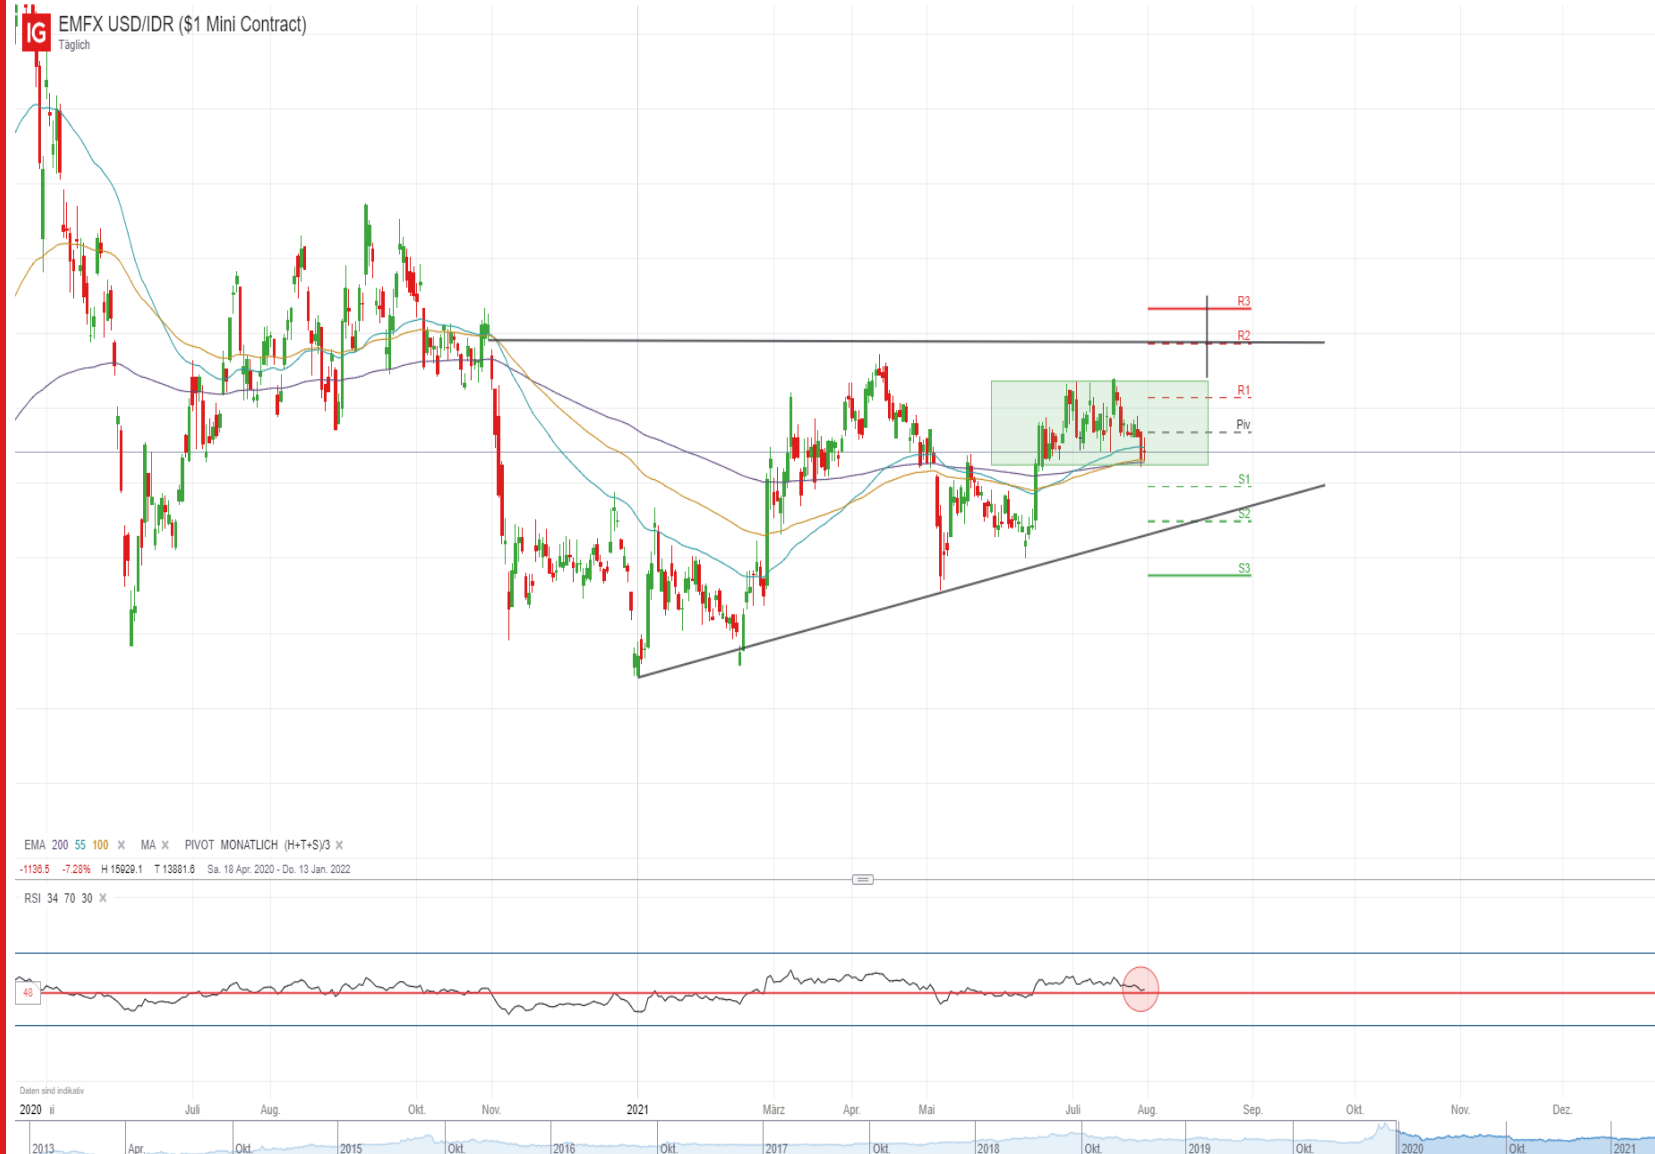 IG EMFX USD/IDR ($1 Mini Contract)
Täglich
R3
R2
R1
Piv
S1
S2
S3
EMA 200 55 100 X MA X PIVOT MONATLICH (H+T+S)/3 X
-1136.5 -7.28% H 15929.1 T 13881.6 Sa. 18 Apr. 2020 - Do. 13 Jan. 2022
RSI 34 70 30 X
48
Daten sind indikativ
2020 Juli Aug. Okt. Nov. 2021 März Apr. Mai Juli Aug. Sep. Okt. Nov. Dez.
2013 Apr. Okt. 2015 Okt. 2016 Okt. 2017 Okt. 2018 Okt. 2019 Okt. 2020 Okt. 2021